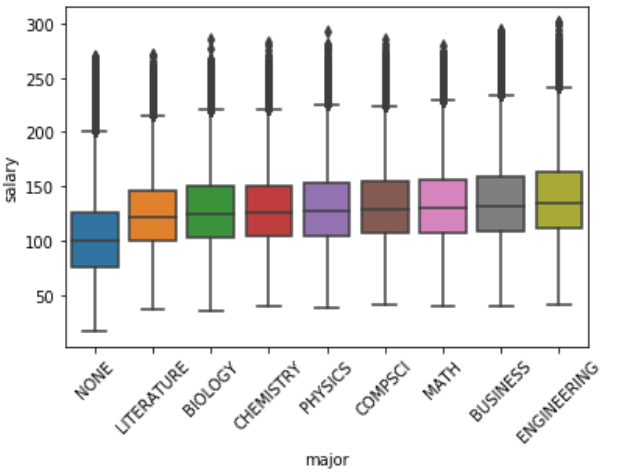 300
250
200
150
100
50
salary
NONE
LITERATURE
BIOLOGY
CHEMISTRY
PHYSICS
COMPSCI
MATH
BUSINESS
ENGINEERING
major